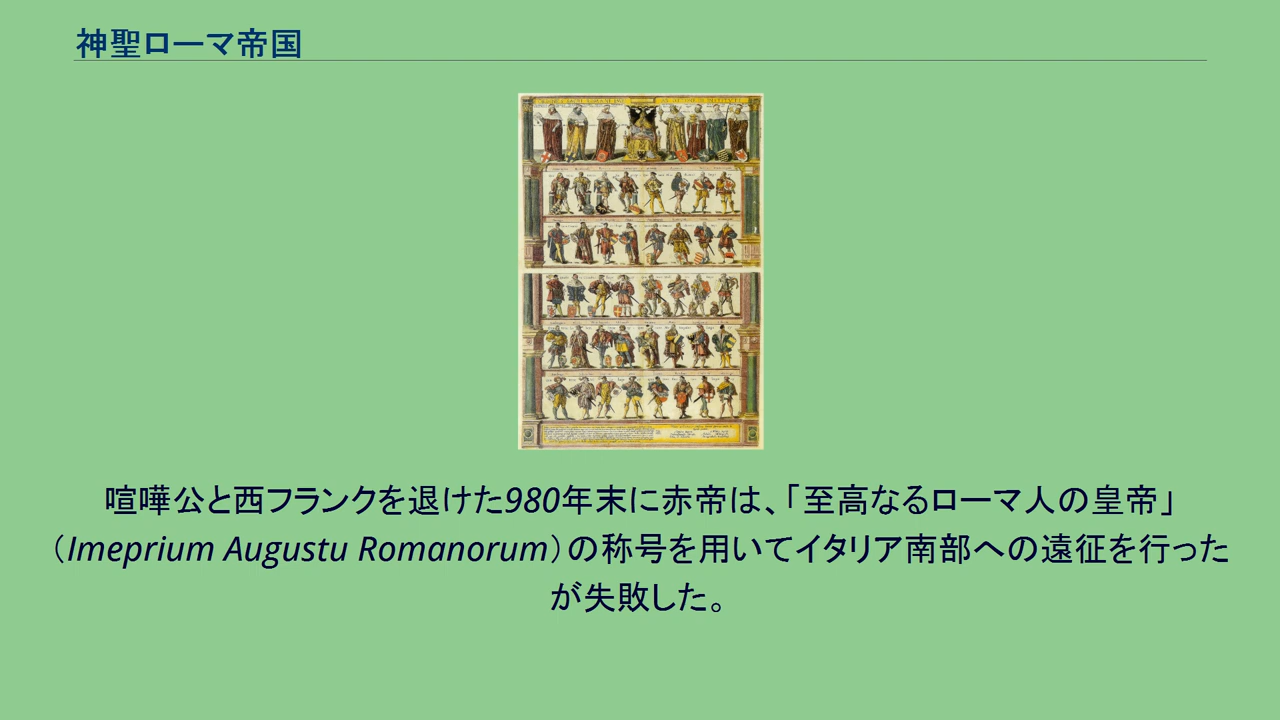 神聖ローマ帝国
喧嘩公と西フランクを退けた980年末に赤帝は、「至高なるローマ人の皇帝」
（Imeprium Augustu Romanorum）の称号を用いてイタリア南部への遠征を行った
が失敗した。